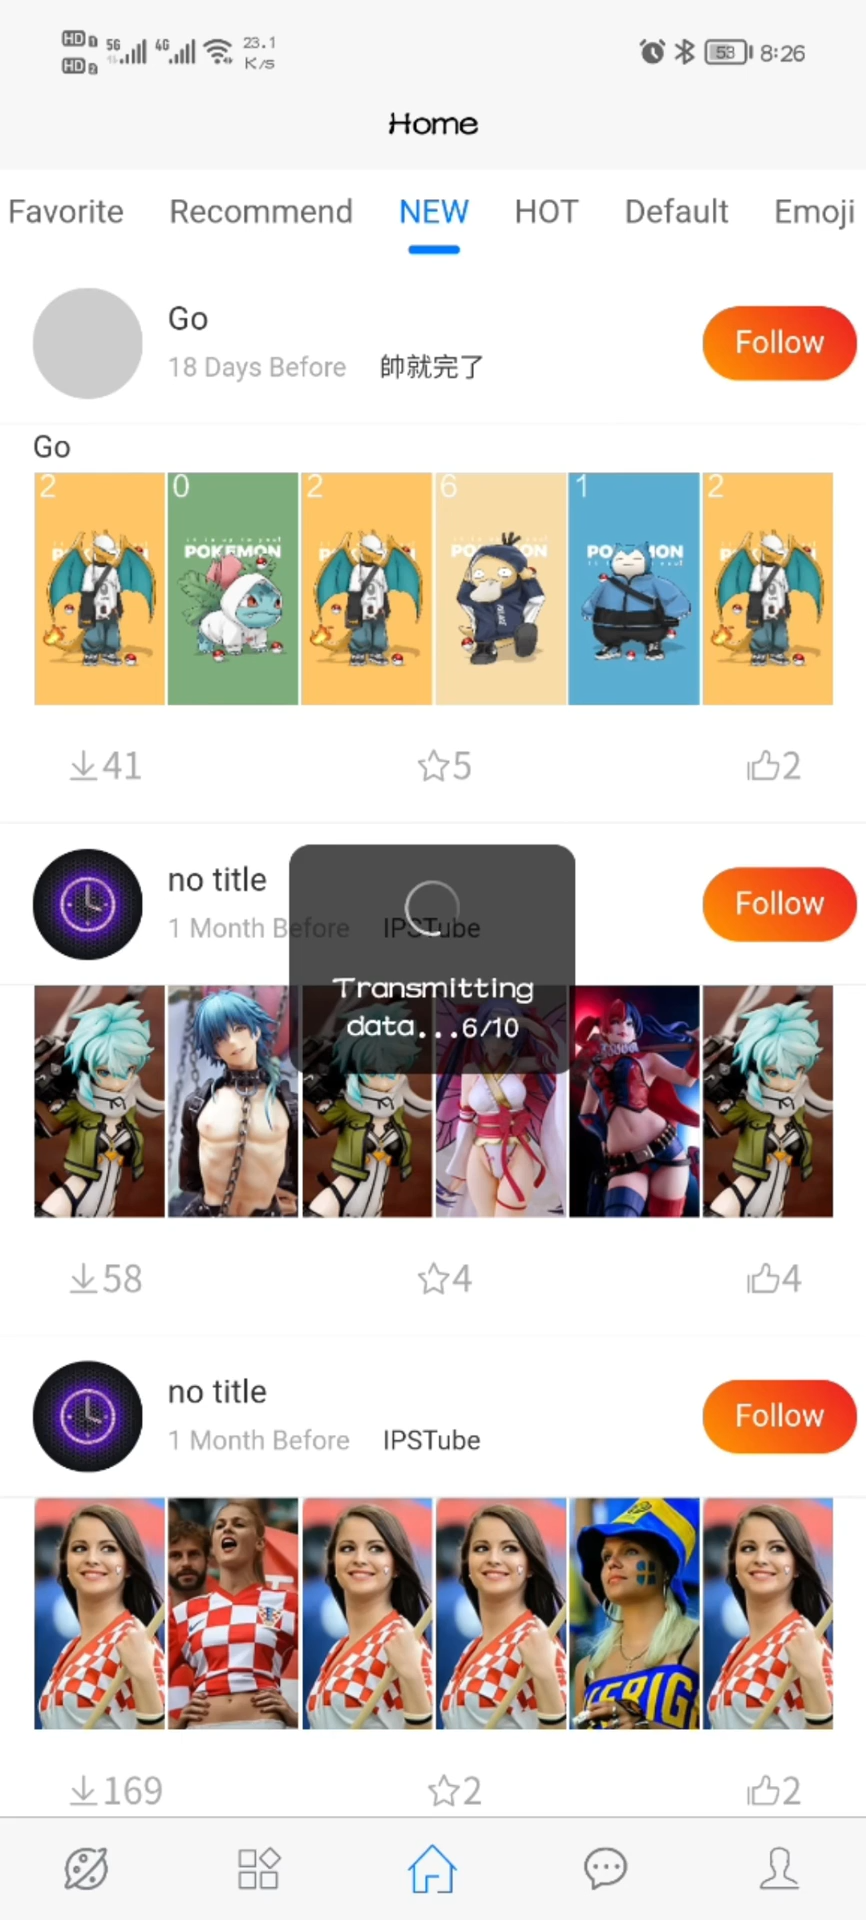 HD 1 5G 4G 23.1
HD 2 K/s
53 8:26
Home
Favorite Recommend NEW HOT Default Emoji
Go
18 Days Before 帥就完了
Follow
Go
2 0 2 6 1 2
POKEMON
41 5 2
no title
1 Month Before IPSTube
Follow
Transmitting
data...6/10
58 4 4
no title
1 Month Before IPSTube
Follow
169 2 2